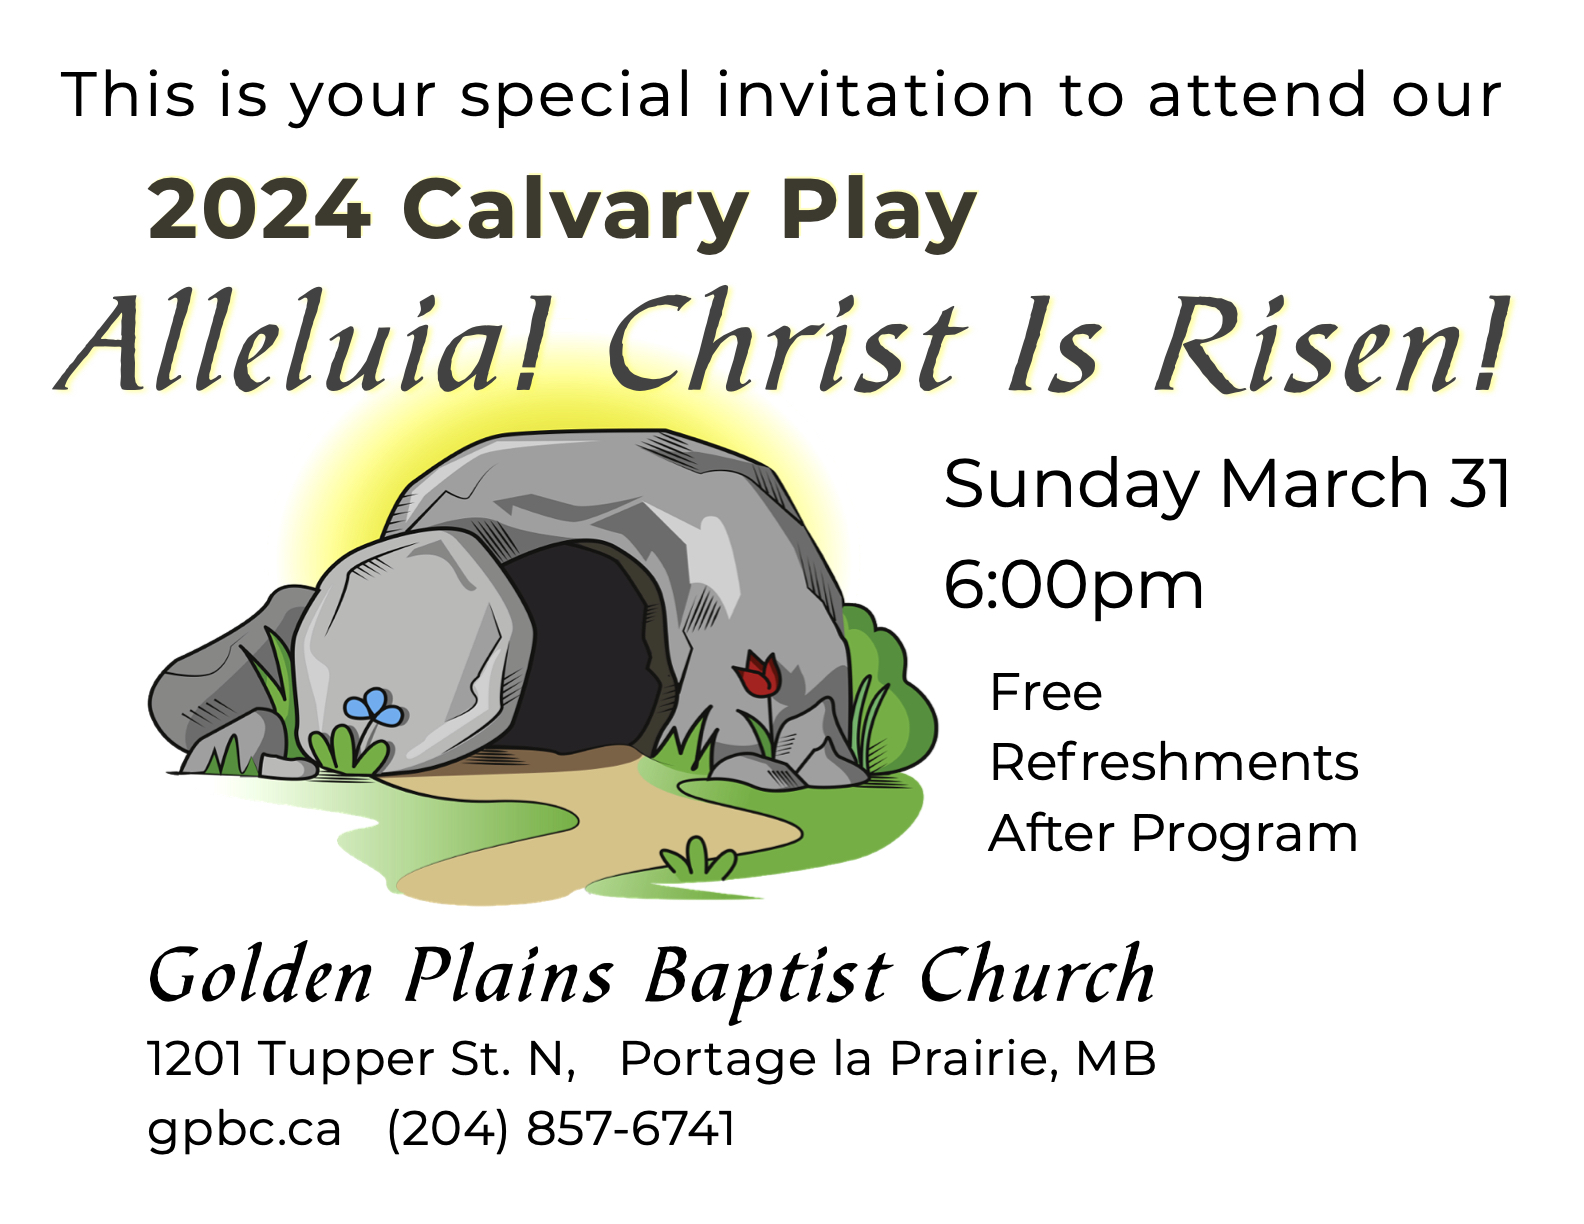 This is your special invitation to attend our
2024 Calvary Play
Alleluia! Christ Is Risen!
Sunday March 31
6:00pm
Free
Refreshments
After Program
Golden Plains Baptist Church
1201 Tupper St. N, Portage la Prairie, MB
gpbc.ca (204) 857-6741